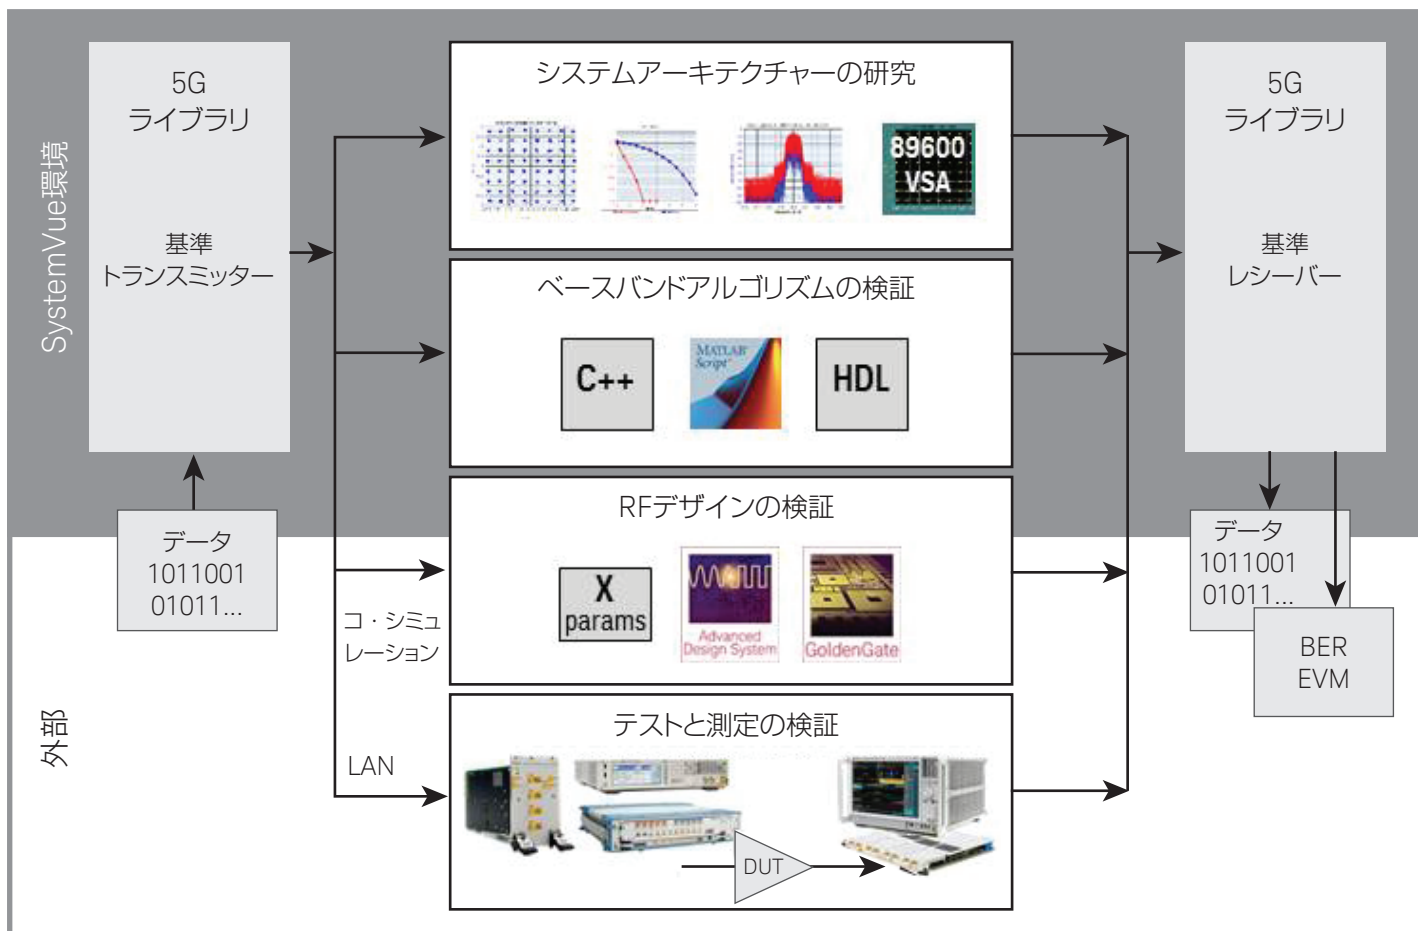 SystemVue環境
5G
ライブラリ
基準
トランスミッター
データ
1011001
01011...
外部
コ・シミュ
レーション
LAN
システムアーキテクチャーの研究
89600
VSA
ベースバンドアルゴリズムの検証
C++
MATLAB
Script
HDL
RFデザインの検証
X
params
Advanced
Design System
GoldenGate
テストと測定の検証
DUT
5G
ライブラリ
基準
レシーバー
データ
1011001
01011...
BER
EVM